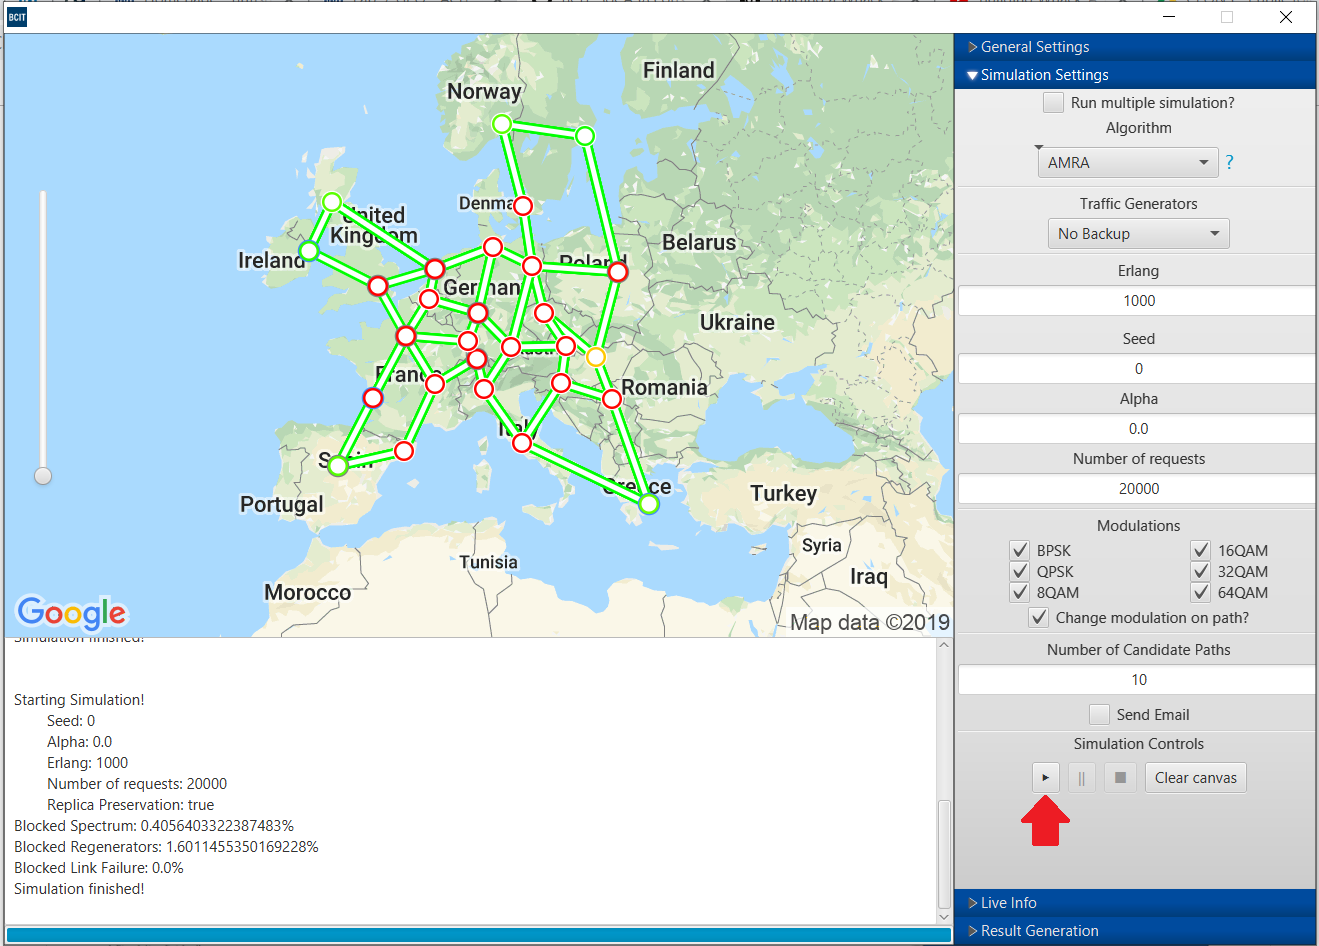 BCIT
Finland
Norway
Denma
United
Kingdom
Ireland
Belarus
Poland
German
Ukraine
France
Romania
Italy
Spain
Portugal
Greece
Turkey
Syria
Tunisia
Iraq
Morocco
Google
Map data ©2019
Simulation finished!
Starting Simulation!
Seed: 0
Alpha: 0.0
Erlang: 1000
Number of requests: 20000
Replica Preservation: true
Blocked Spectrum: 0.4056403322387483%
Blocked Regenerators: 1.6011455350169228%
Blocked Link Failure: 0.0%
Simulation finished!
General Settings
Simulation Settings
Run multiple simulation?
Algorithm
AMRA
?
Traffic Generators
No Backup
Erlang
1000
Seed
0
Alpha
0.0
Number of requests
20000
Modulations
BPSK 16QAM
QPSK 32QAM
8QAM 64QAM
Change modulation on path?
Number of Candidate Paths
10
Send Email
Simulation Controls
Clear canvas
Live Info
Result Generation